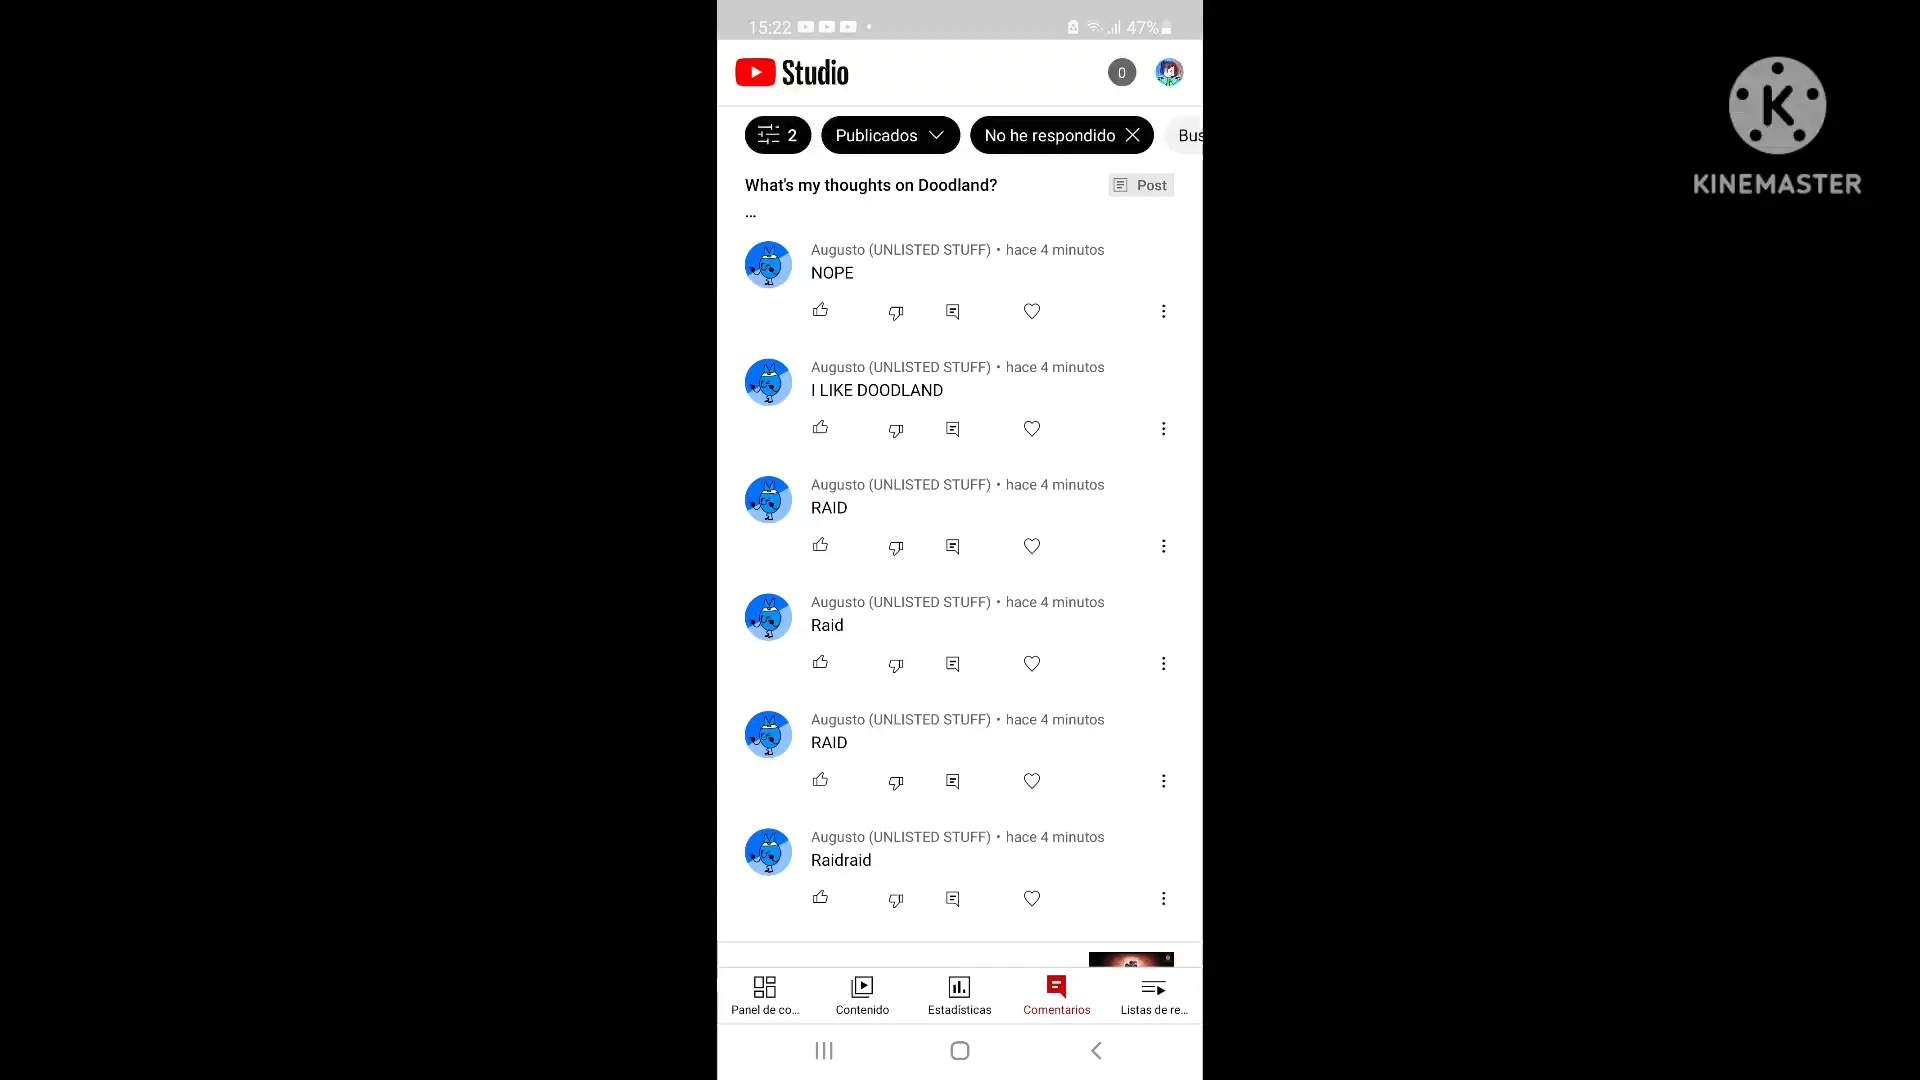 15:22
47%
Studio
0
2
Publicados
No he respondido
Bus
What's my thoughts on Doodland?
Post
...
Augusto (UNLISTED STUFF) • hace 4 minutos
NOPE
Augusto (UNLISTED STUFF) • hace 4 minutos
I LIKE DOODLAND
Augusto (UNLISTED STUFF) • hace 4 minutos
RAID
Augusto (UNLISTED STUFF) • hace 4 minutos
Raid
Augusto (UNLISTED STUFF) • hace 4 minutos
RAID
Augusto (UNLISTED STUFF) • hace 4 minutos
Raidraid
Panel de co...
Contenido
Estadísticas
Comentarios
Listas de re...
K
KINEMASTER